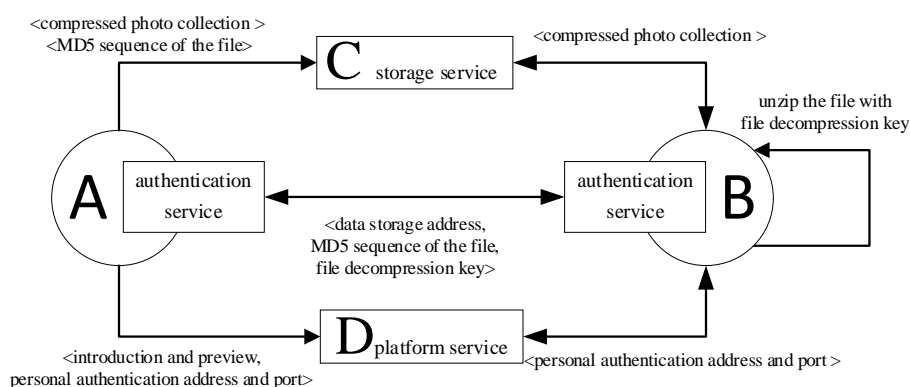 <compressed photo collection >
<MD5 sequence of the file>
C storage service
<compressed photo collection >
unzip the file with
file decompression key
A
authentication
service
authentication
service
B
<data storage address,
MD5 sequence of the file,
file decompression key>
D platform service
<introduction and preview,
personal authentication address and port>
<personal authentication address and port >